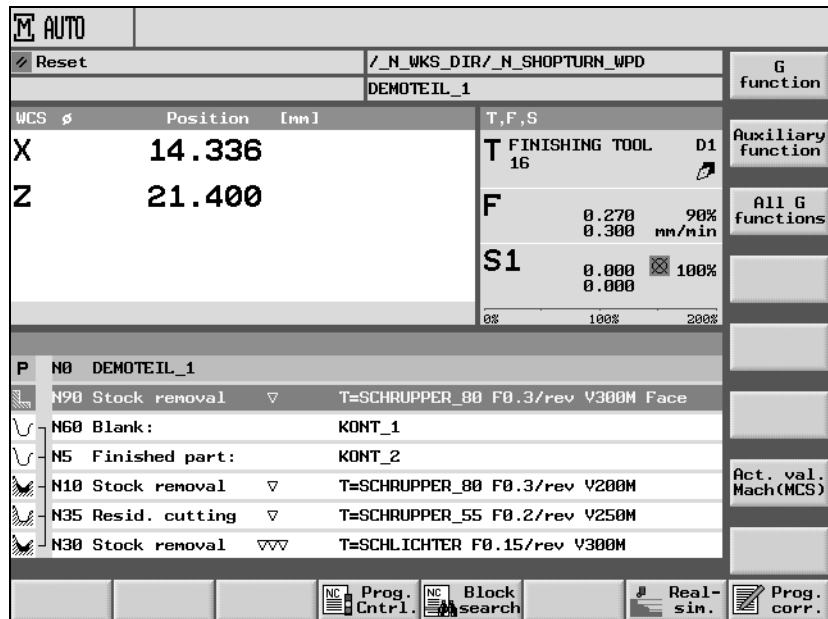 M AUTO
Reset
/_N_WKS_DIR/_N_SHOPTURN_WPD
DEMOTEIL_1
WCS ø Position [mm]
X 14.336
Z 21.400
T,F,S
T FINISHING TOOL D1
16
F 0.270 90%
0.300 mm/min
S1 0.000 100%
0.000
0% 100% 200%
P N0 DEMOTEIL_1
N90 Stock removal ▽ T=SCHRUPPER_80 F0.3/rev V300M Face
N60 Blank: KONT_1
N5 Finished part: KONT_2
N10 Stock removal ▽ T=SCHRUPPER_80 F0.3/rev V200M
N35 Resid. cutting ▽ T=SCHRUPPER_55 F0.2/rev V250M
N30 Stock removal ▽▽▽ T=SCHLICHTER F0.15/rev V300M
G
function
Auxiliary
function
All G
functions
Act. val.
Mach(MCS)
NC Prog.
Cntrl.
NC Block
search
Real-
sim.
Prog.
corr.